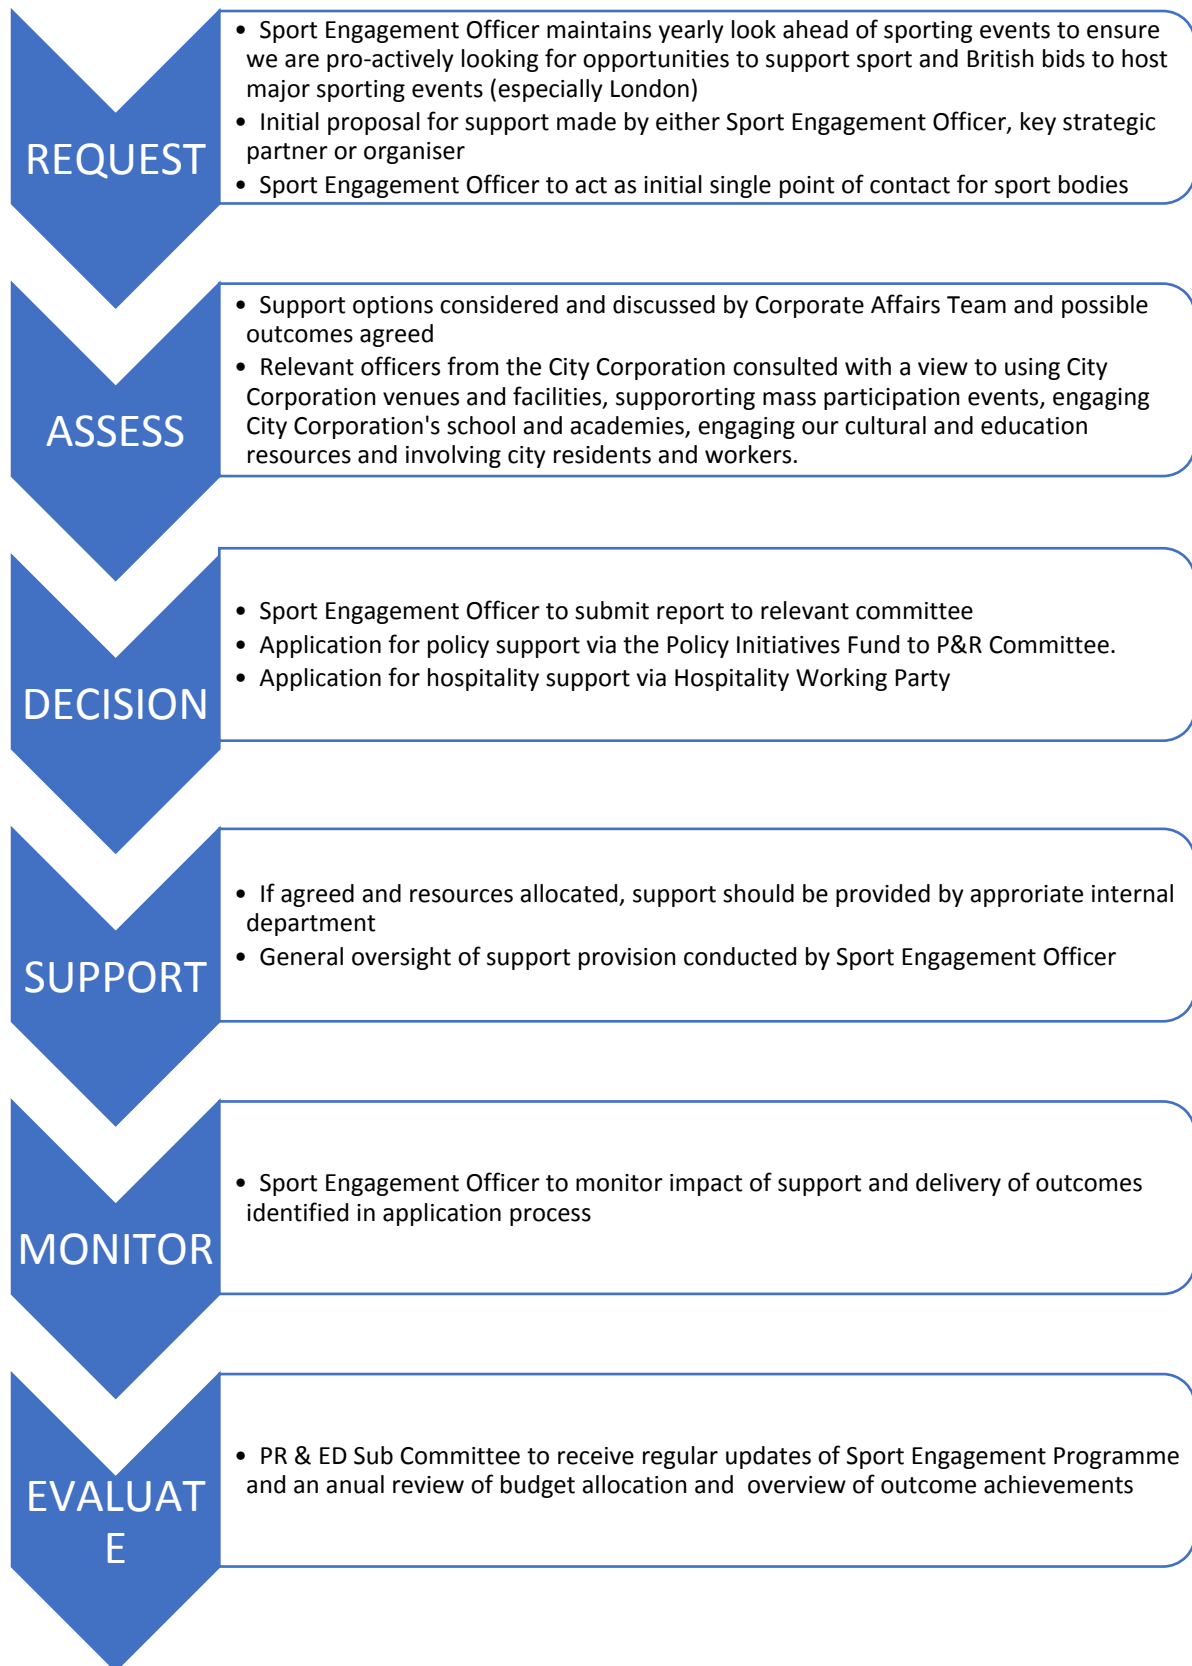 REQUEST
• Sport Engagement Officer maintains yearly look ahead of sporting events to ensure
we are pro-actively looking for opportunities to support sport and British bids to host
major sporting events (especially London)
• Initial proposal for support made by either Sport Engagement Officer, key strategic
partner or organiser
• Sport Engagement Officer to act as initial single point of contact for sport bodies
ASSESS
• Support options considered and discussed by Corporate Affairs Team and possible
outcomes agreed
• Relevant officers from the City Corporation consulted with a view to using City
Corporation venues and facilities, suppororting mass participation events, engaging
City Corporation's school and academies, engaging our cultural and education
resources and involving city residents and workers.
DECISION
• Sport Engagement Officer to submit report to relevant committee
• Application for policy support via the Policy Initiatives Fund to P&R Committee.
• Application for hospitality support via Hospitality Working Party
SUPPORT
• If agreed and resources allocated, support should be provided by approriate internal
department
• General oversight of support provision conducted by Sport Engagement Officer
MONITOR
• Sport Engagement Officer to monitor impact of support and delivery of outcomes
identified in application process
EVALUAT
E
• PR & ED Sub Committee to receive regular updates of Sport Engagement Programme
and an anual review of budget allocation and  overview of outcome achievements